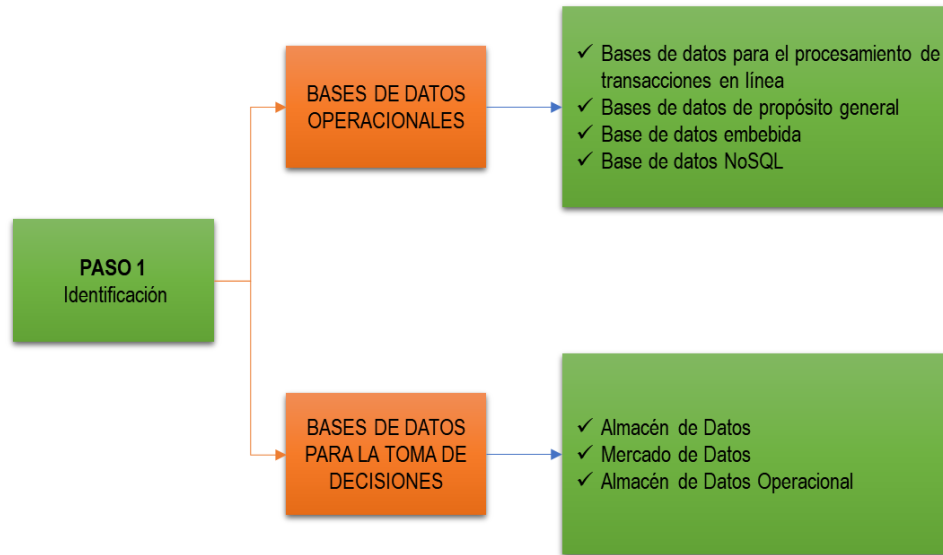 BASES DE DATOS
OPERACIONALES
✓ Bases de datos para el procesamiento de
transacciones en línea
✓ Bases de datos de propósito general
✓ Base de datos embebida
✓ Base de datos NoSQL
PASO 1
Identificación
BASES DE DATOS
PARA LA TOMA DE
DECISIONES
✓ Almacén de Datos
✓ Mercado de Datos
✓ Almacén de Datos Operacional